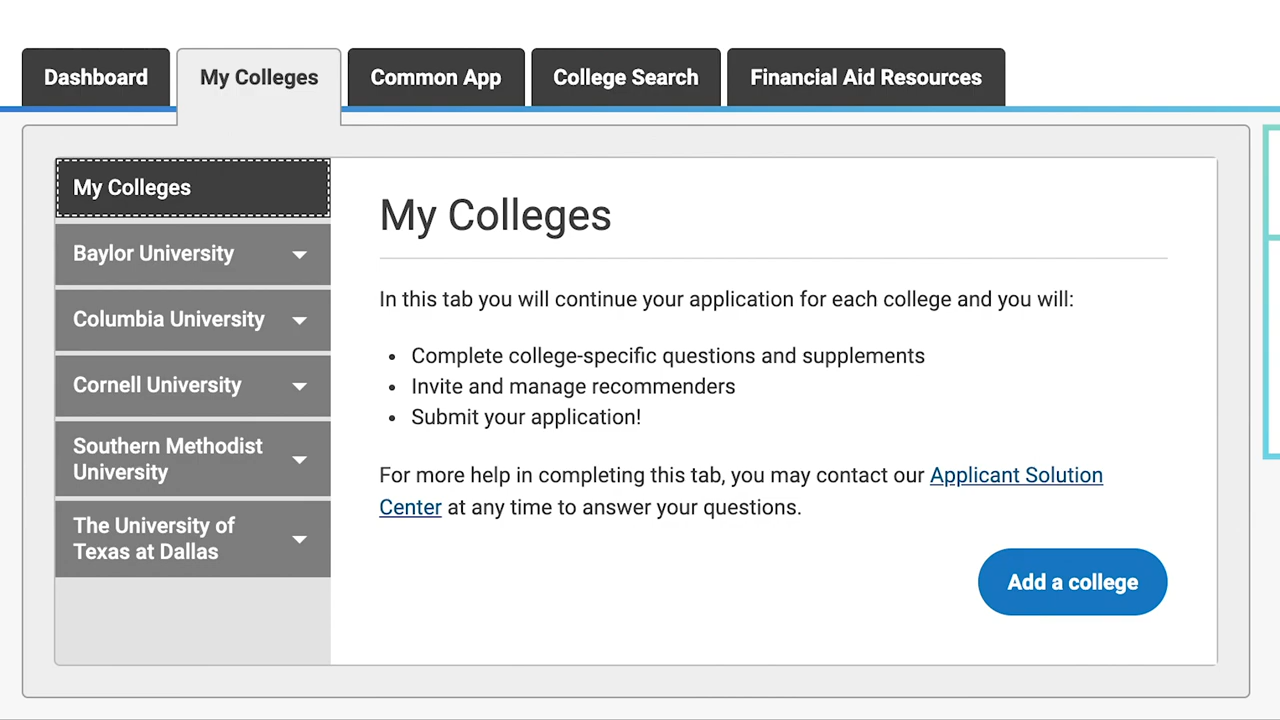 Dashboard
My Colleges
Common App
College Search
Financial Aid Resources
My Colleges
Baylor University
Columbia University
Cornell University
Southern Methodist
University
The University of
Texas at Dallas
My Colleges
In this tab you will continue your application for each college and you will:
• Complete college-specific questions and supplements
• Invite and manage recommenders
• Submit your application!
For more help in completing this tab, you may contact our Applicant Solution
Center at any time to answer your questions.
Add a college